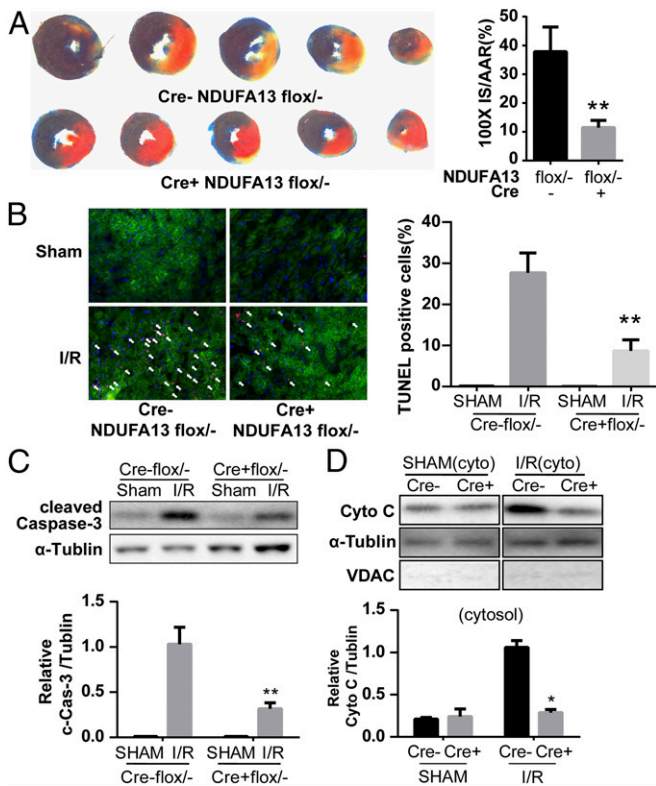 A
Cre- NDUFA13 flox/-
Cre+ NDUFA13 flox/-
100X IS/AAR(%)
50
40
30
20
10
0
**
NDUFA13 flox/- flox/-
Cre - +
B
Sham
I/R
Cre- Cre+
NDUFA13 flox/- NDUFA13 flox/-
TUNEL positive cells(%)
40
30
20
10
0
**
SHAM I/R SHAM I/R
Cre-flox/- Cre+flox/-
C
Cre-flox/- Cre+flox/-
Sham I/R Sham I/R
cleaved
Caspase-3
α-Tublin
Relative
c-Cas-3 /Tublin
1.5
1.0
0.5
0.0
**
SHAM I/R SHAM I/R
Cre-flox/- Cre+flox/-
D
SHAM(cyto) I/R(cyto)
Cre- Cre+ Cre- Cre+
Cyto C
α-Tublin
VDAC
(cytosol)
Relative
Cyto C /Tublin
1.5
1.0
0.5
0.0
*
Cre- Cre+ Cre- Cre+
SHAM I/R